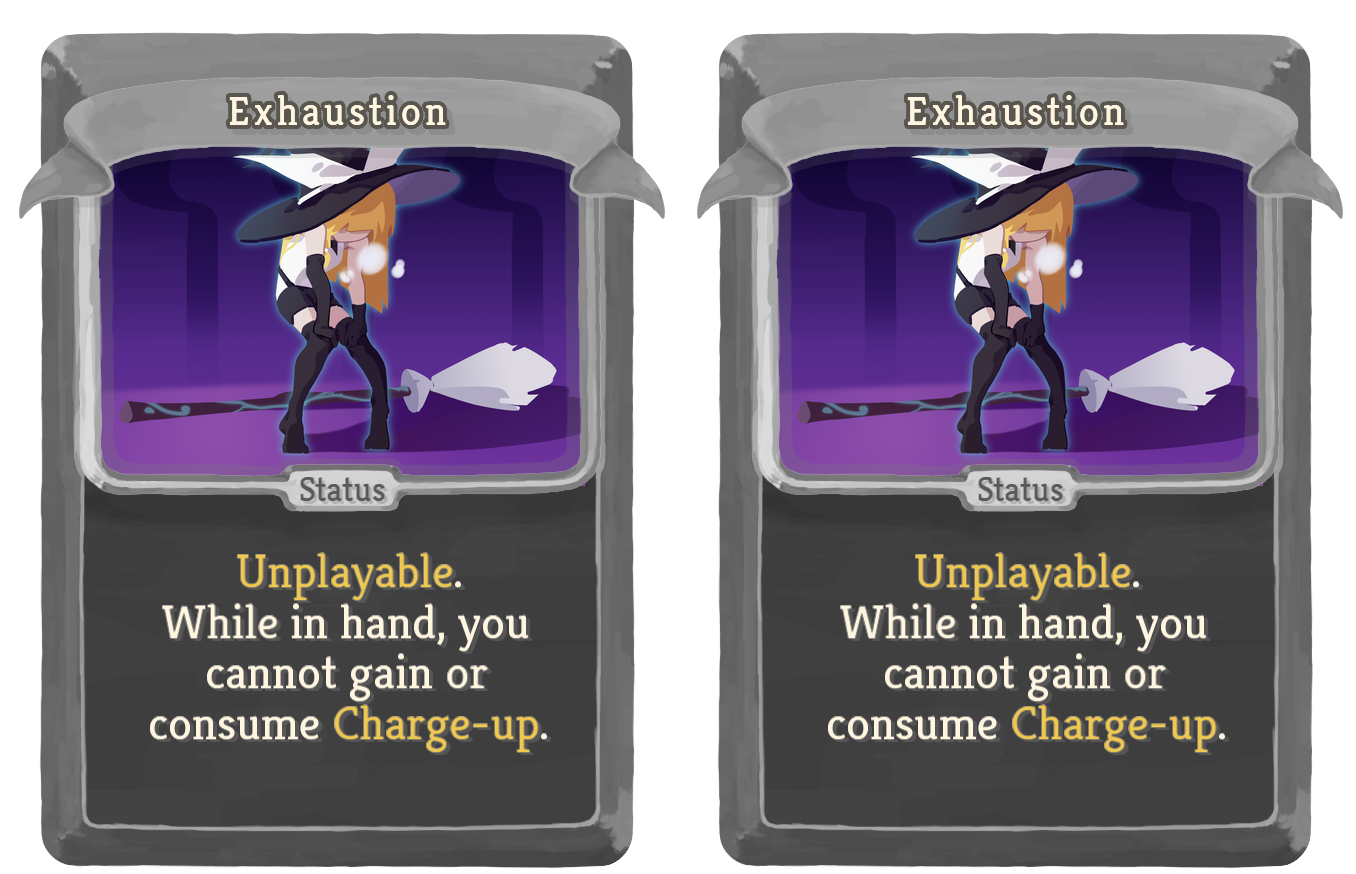 Exhaustion
Status
Unplayable.
While in hand, you
cannot gain or
consume Charge-up.
Exhaustion
Status
Unplayable.
While in hand, you
cannot gain or
consume Charge-up.